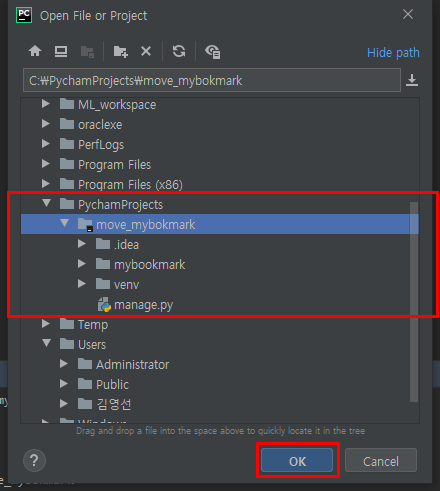 PC Open File or Project
Hide path
C:₩PychamProjects₩move_mybokmark
ML_workspace
oraclexe
PerfLogs
Program Files
Program Files (x86)
PychamProjects
move_mybokmark
.idea
mybookmark
venv
manage.py
Temp
Users
Administrator
Public
김영선
Windows
Drag and drop a file into the space above to quickly locate it in the tree
? OK Cancel